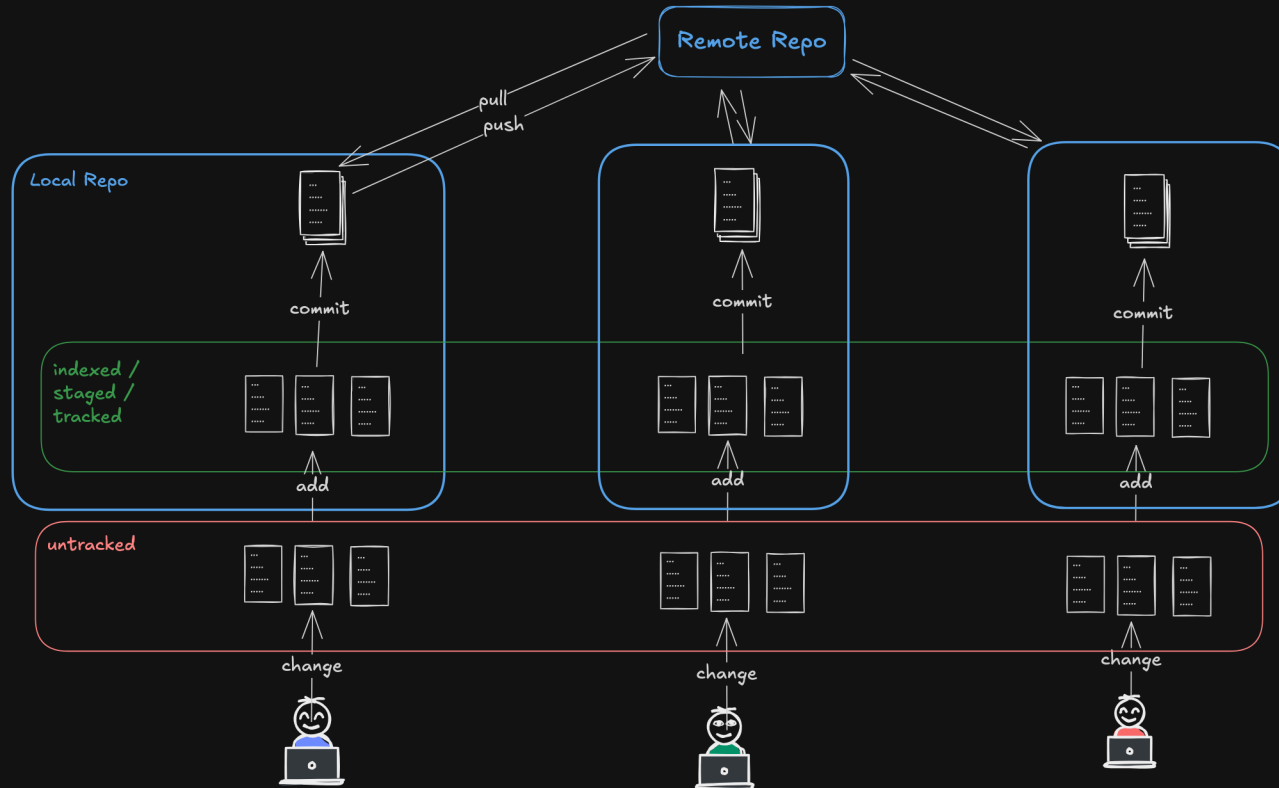 Remote Repo
pull
push
Local Repo
commit
commit
commit
indexed /
staged /
tracked
add
add
add
untracked
change
change
change